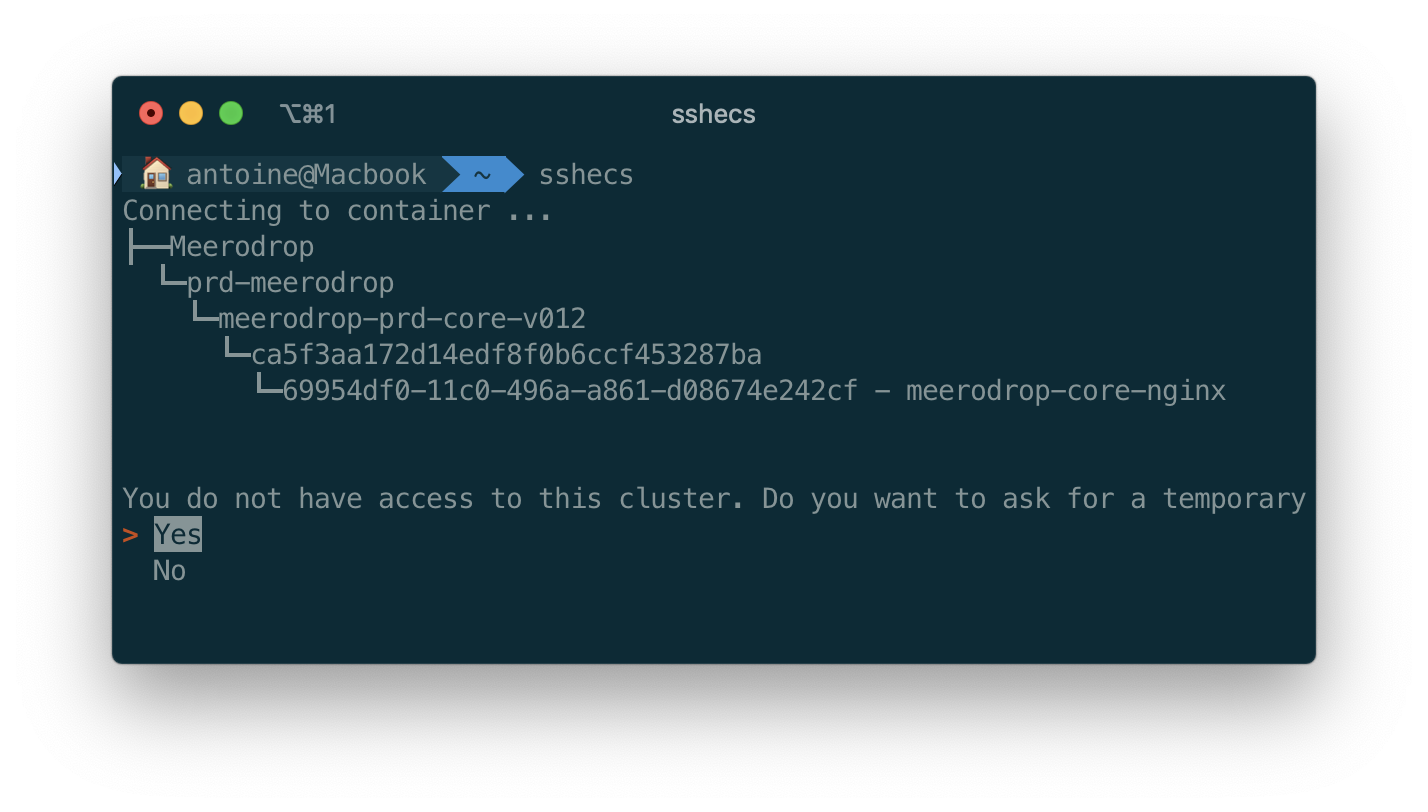 ⌥⌘1 sshecs
antoine@Macbook ~ sshecs
Connecting to container ...
├──Meerodrop
└─prd-meerodrop
└─meerodrop-prd-core-v012
└─ca5f3aa172d14edf8f0b6ccf453287ba
└─69954df0-11c0-496a-a861-d08674e242cf - meerodrop-core-nginx
You do not have access to this cluster. Do you want to ask for a temporary
> Yes
No